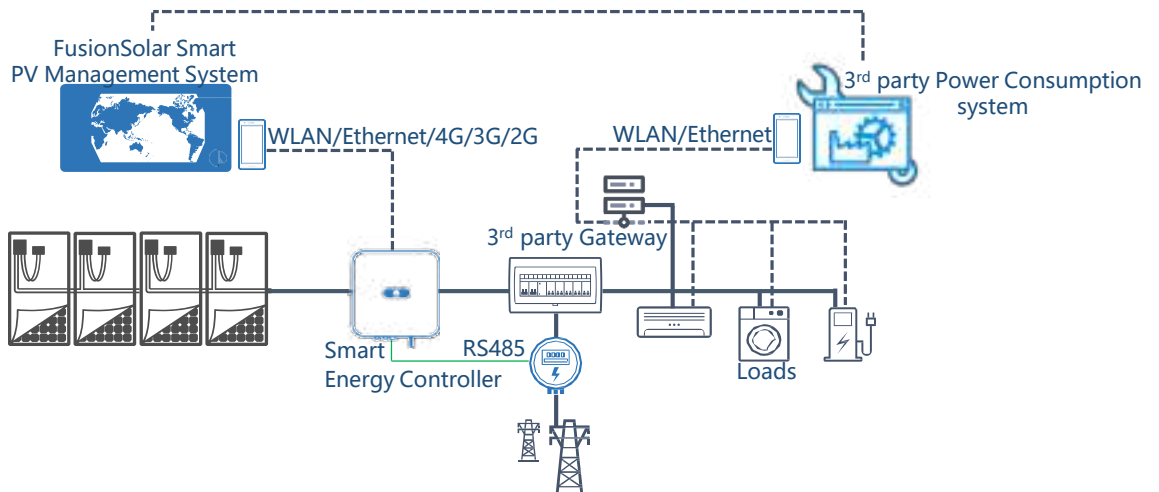 FusionSolar Smart
PV Management System
3rd party Power Consumption
system
WLAN/Ethernet/4G/3G/2G
WLAN/Ethernet
3rd party Gateway
Smart
Energy Controller
RS485
Loads